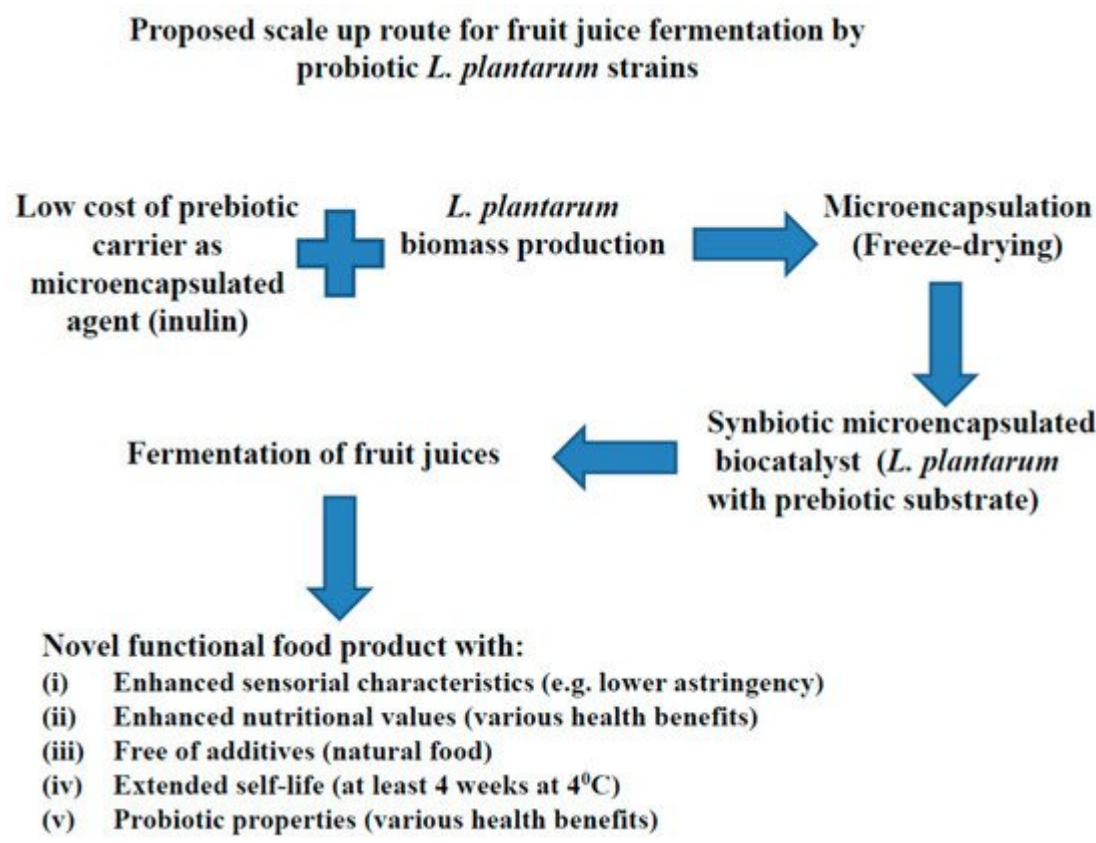 Proposed scale up route for fruit juice fermentation by
probiotic L. plantarum strains
Low cost of prebiotic
carrier as
microencapsulated
agent (inulin)
L. plantarum
biomass production
Microencapsulation
(Freeze-drying)
Synbiotic microencapsulated
biocatalyst (L. plantarum
with prebiotic substrate)
Fermentation of fruit juices
Novel functional food product with:
(i) Enhanced sensorial characteristics (e.g. lower astringency)
(ii) Enhanced nutritional values (various health benefits)
(iii) Free of additives (natural food)
(iv) Extended self-life (at least 4 weeks at 4⁰C)
(v) Probiotic properties (various health benefits)